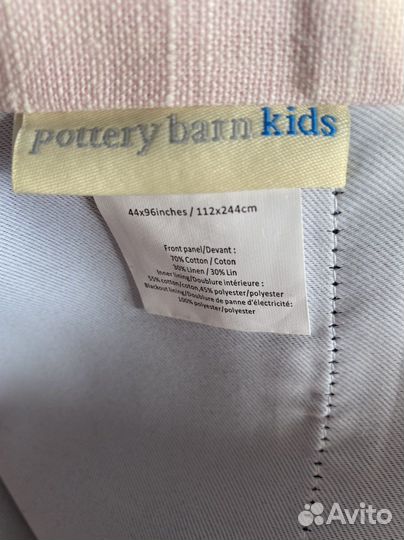 pottery barn kids
44x96inches / 112x244cm
Front panel/Devant :
70% Cotton / Coton
30% Linen / 30% Lin
Inner lining/Doublure intérieure :
55% cotton/coton,45% polyester/polyester
Blackout lining/Doublure de panne d'électricité:
100% polyester/polyester
Avito